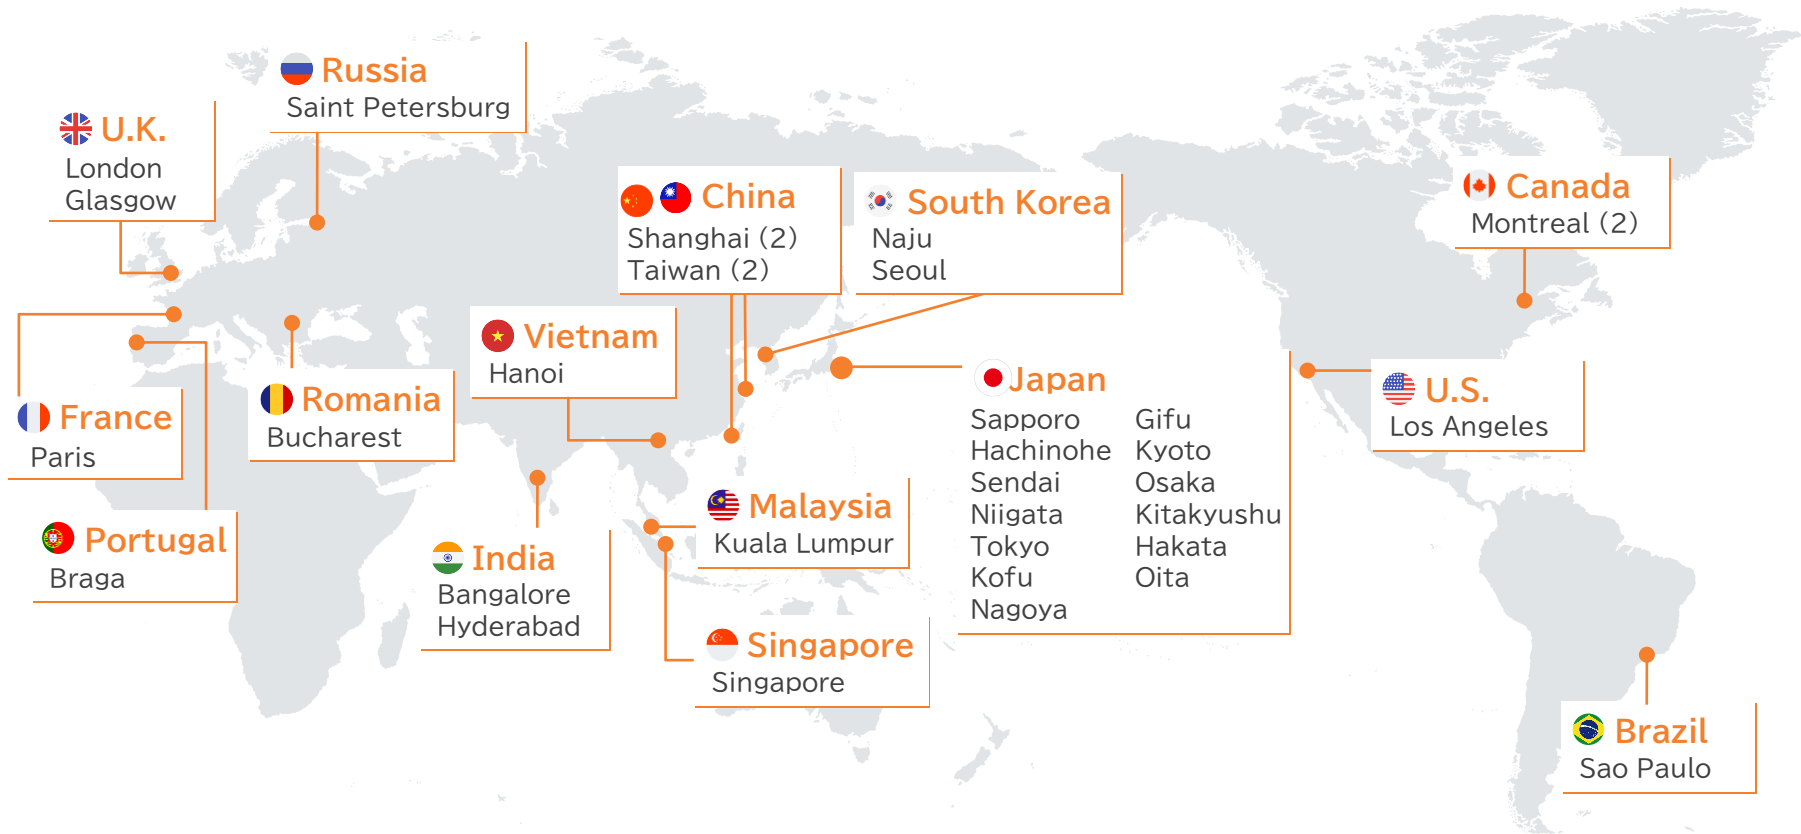 Russia
Saint Petersburg
U.K.
London
Glasgow
China
Shanghai (2)
Taiwan (2)
South Korea
Naju
Seoul
Canada
Montreal (2)
Vietnam
Hanoi
France
Paris
Romania
Bucharest
Japan
Sapporo
Hachinohe
Sendai
Niigata
Tokyo
Kofu
Nagoya
Gifu
Kyoto
Osaka
Kitakyushu
Hakata
Oita
U.S.
Los Angeles
Portugal
Braga
India
Bangalore
Hyderabad
Malaysia
Kuala Lumpur
Singapore
Singapore
Brazil
Sao Paulo